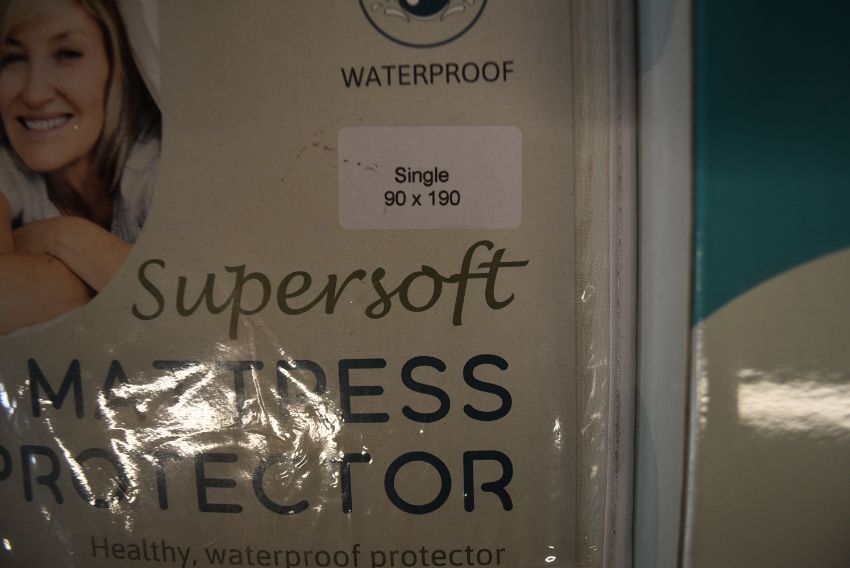 WATERPROOF
Single
90 x 190
Supersoft
MATTRESS
PROTECTOR
Healthy, waterproof protector